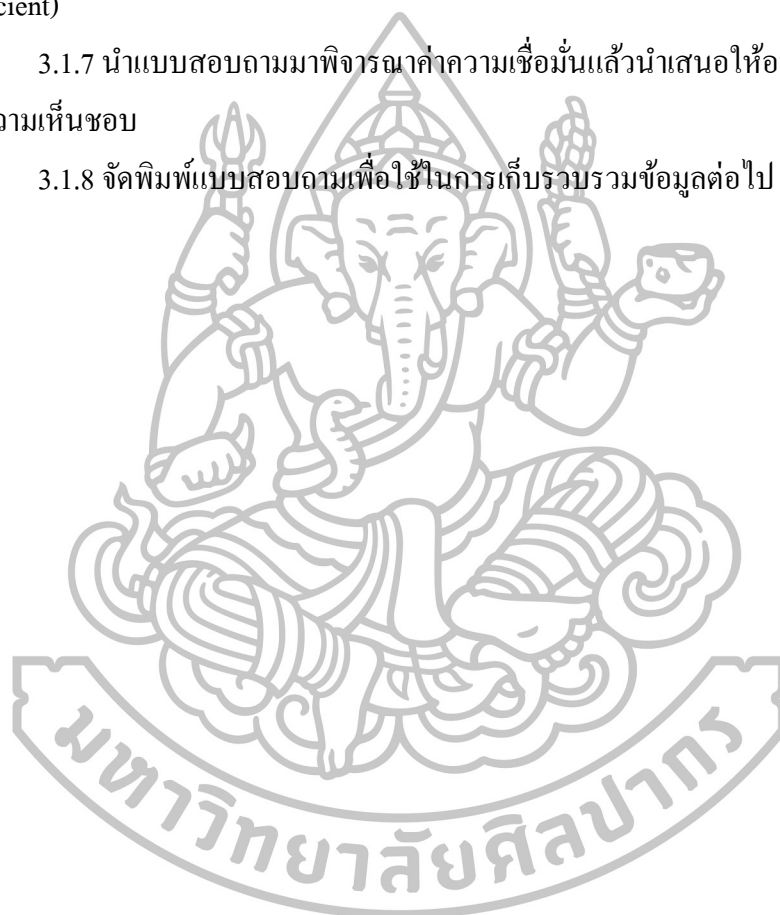 cient)
3.1.7 นำแบบสอบถามมาพิจารณาค่าความเชื่อมั่นแล้วนำเสนอให้อ
วามเห็นชอบ
3.1.8 จัดพิมพ์แบบสอบถามเพื่อใช้ในการเก็บรวบรวมข้อมูลต่อไป
มหาวิทยาลัยศิลปากร